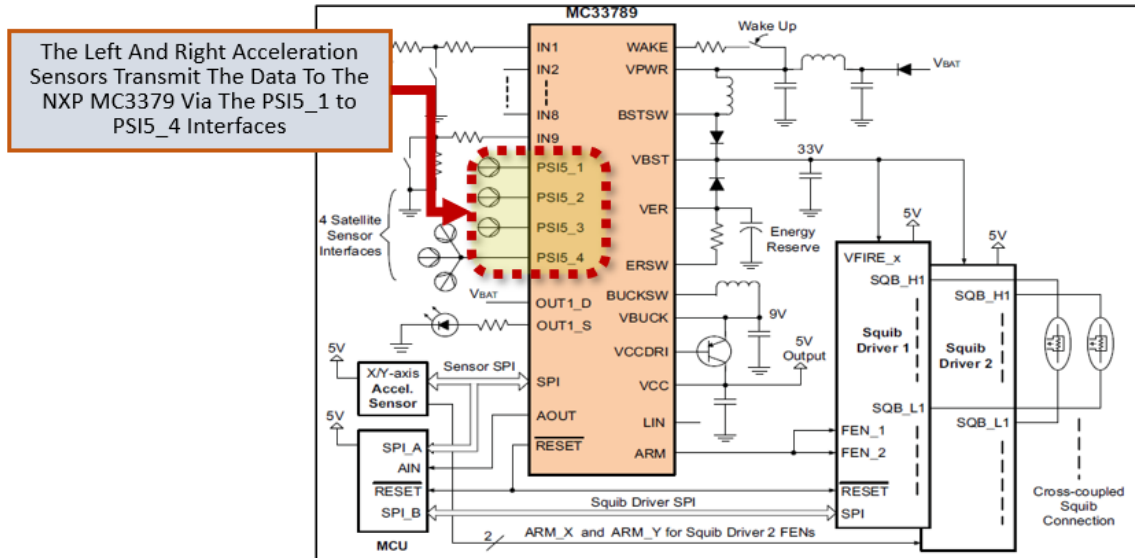 MC33789
The Left And Right Acceleration
Sensors Transmit The Data To The
NXP MC3379 Via The PSI5_1 to
PSI5_4 Interfaces
IN1
IN2
IN8
IN9
PSI5_1
PSI5_2
PSI5_3
PSI5_4
4 Satellite
Sensor
Interfaces
VBAT
OUT1_D
OUT1_S
5V
Sensor SPI
X/Y-axis
Accel.
Sensor
SPI
5V
AOUT
SPI_A
AIN
RESET
RESET
SPI_B
MCU
WAKE
Wake Up
VPWR
VBAT
BSTSW
VBST
33V
VER
Energy
Reserve
ERSW
BUCKSW
VBUCK
9V
VCCDRI
5V
Output
VCC
LIN
ARM
5V
5V
VFIRE_x
SQB_H1
SQB_H1
Squib
Driver 1
Squib
Driver 2
SQB_L1
SQB_L1
FEN_1
FEN_2
RESET
SPI
Cross-coupled
Squib
Connection
Squib Driver SPI
2
ARM_X and ARM_Y for Squib Driver 2 FENs